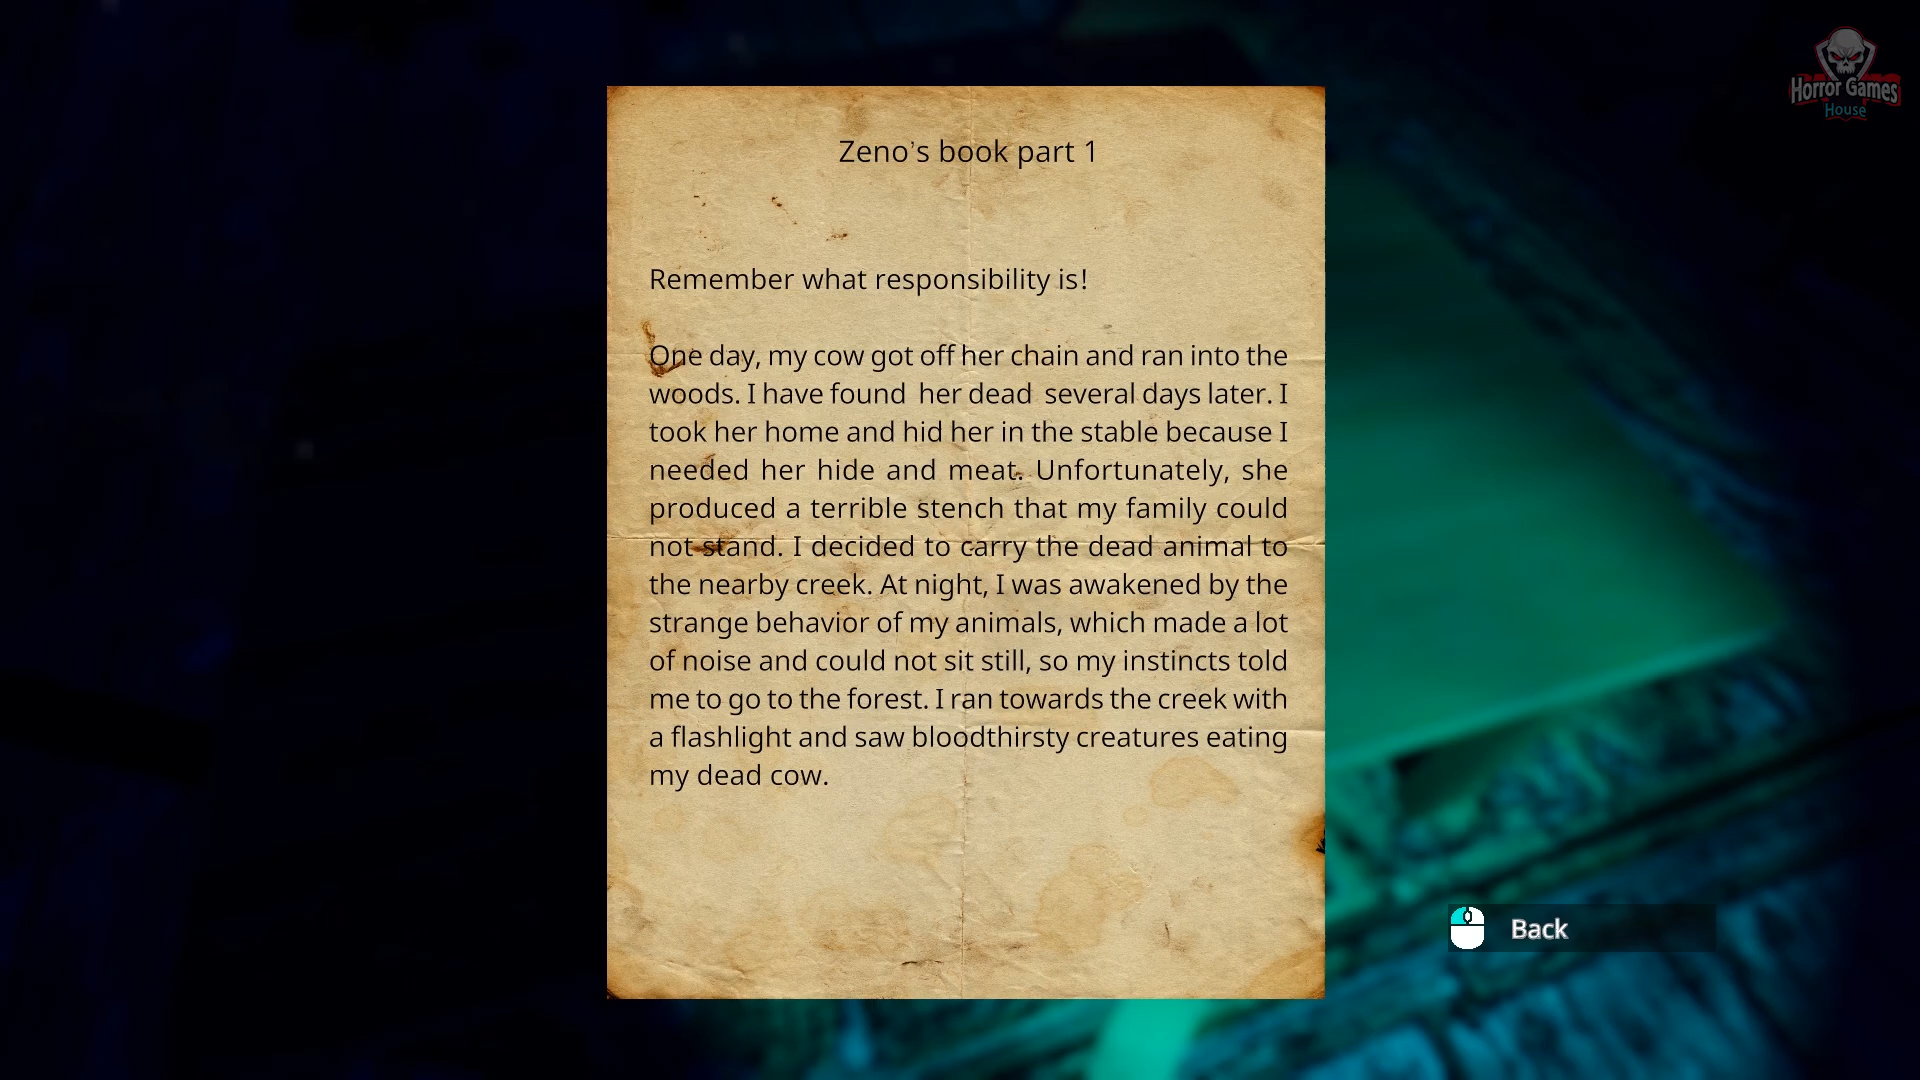 Horror Games
House
Zeno's book part 1
Remember what responsibility is!
One day, my cow got off her chain and ran into the
woods. I have found her dead several days later. I
took her home and hid her in the stable because I
needed her hide and meat. Unfortunately, she
produced a terrible stench that my family could
not stand. I decided to carry the dead animal to
the nearby creek. At night, I was awakened by the
strange behavior of my animals, which made a lot
of noise and could not sit still, so my instincts told
me to go to the forest. I ran towards the creek with
a flashlight and saw bloodthirsty creatures eating
my dead cow.
Back